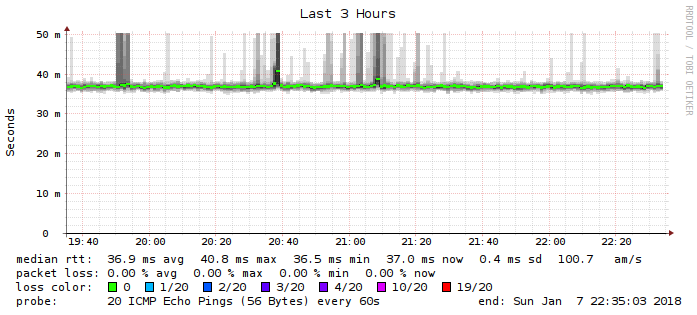 Last 3 Hours
RRDTOOL / TOBI OETIKER
Seconds
50 m
40 m
30 m
20 m
10 m
0
19:40 20:00 20:20 20:40 21:00 21:20 21:40 22:00 22:20
median rtt: 36.9 ms avg 40.8 ms max 36.5 ms min 37.0 ms now 0.4 ms sd 100.7 am/s
packet loss: 0.00 % avg 0.00 % max 0.00 % min 0.00 % now
loss color: 0 1/20 2/20 3/20 4/20 10/20 19/20
probe: 20 ICMP Echo Pings (56 Bytes) every 60s end: Sun Jan 7 22:35:03 2018